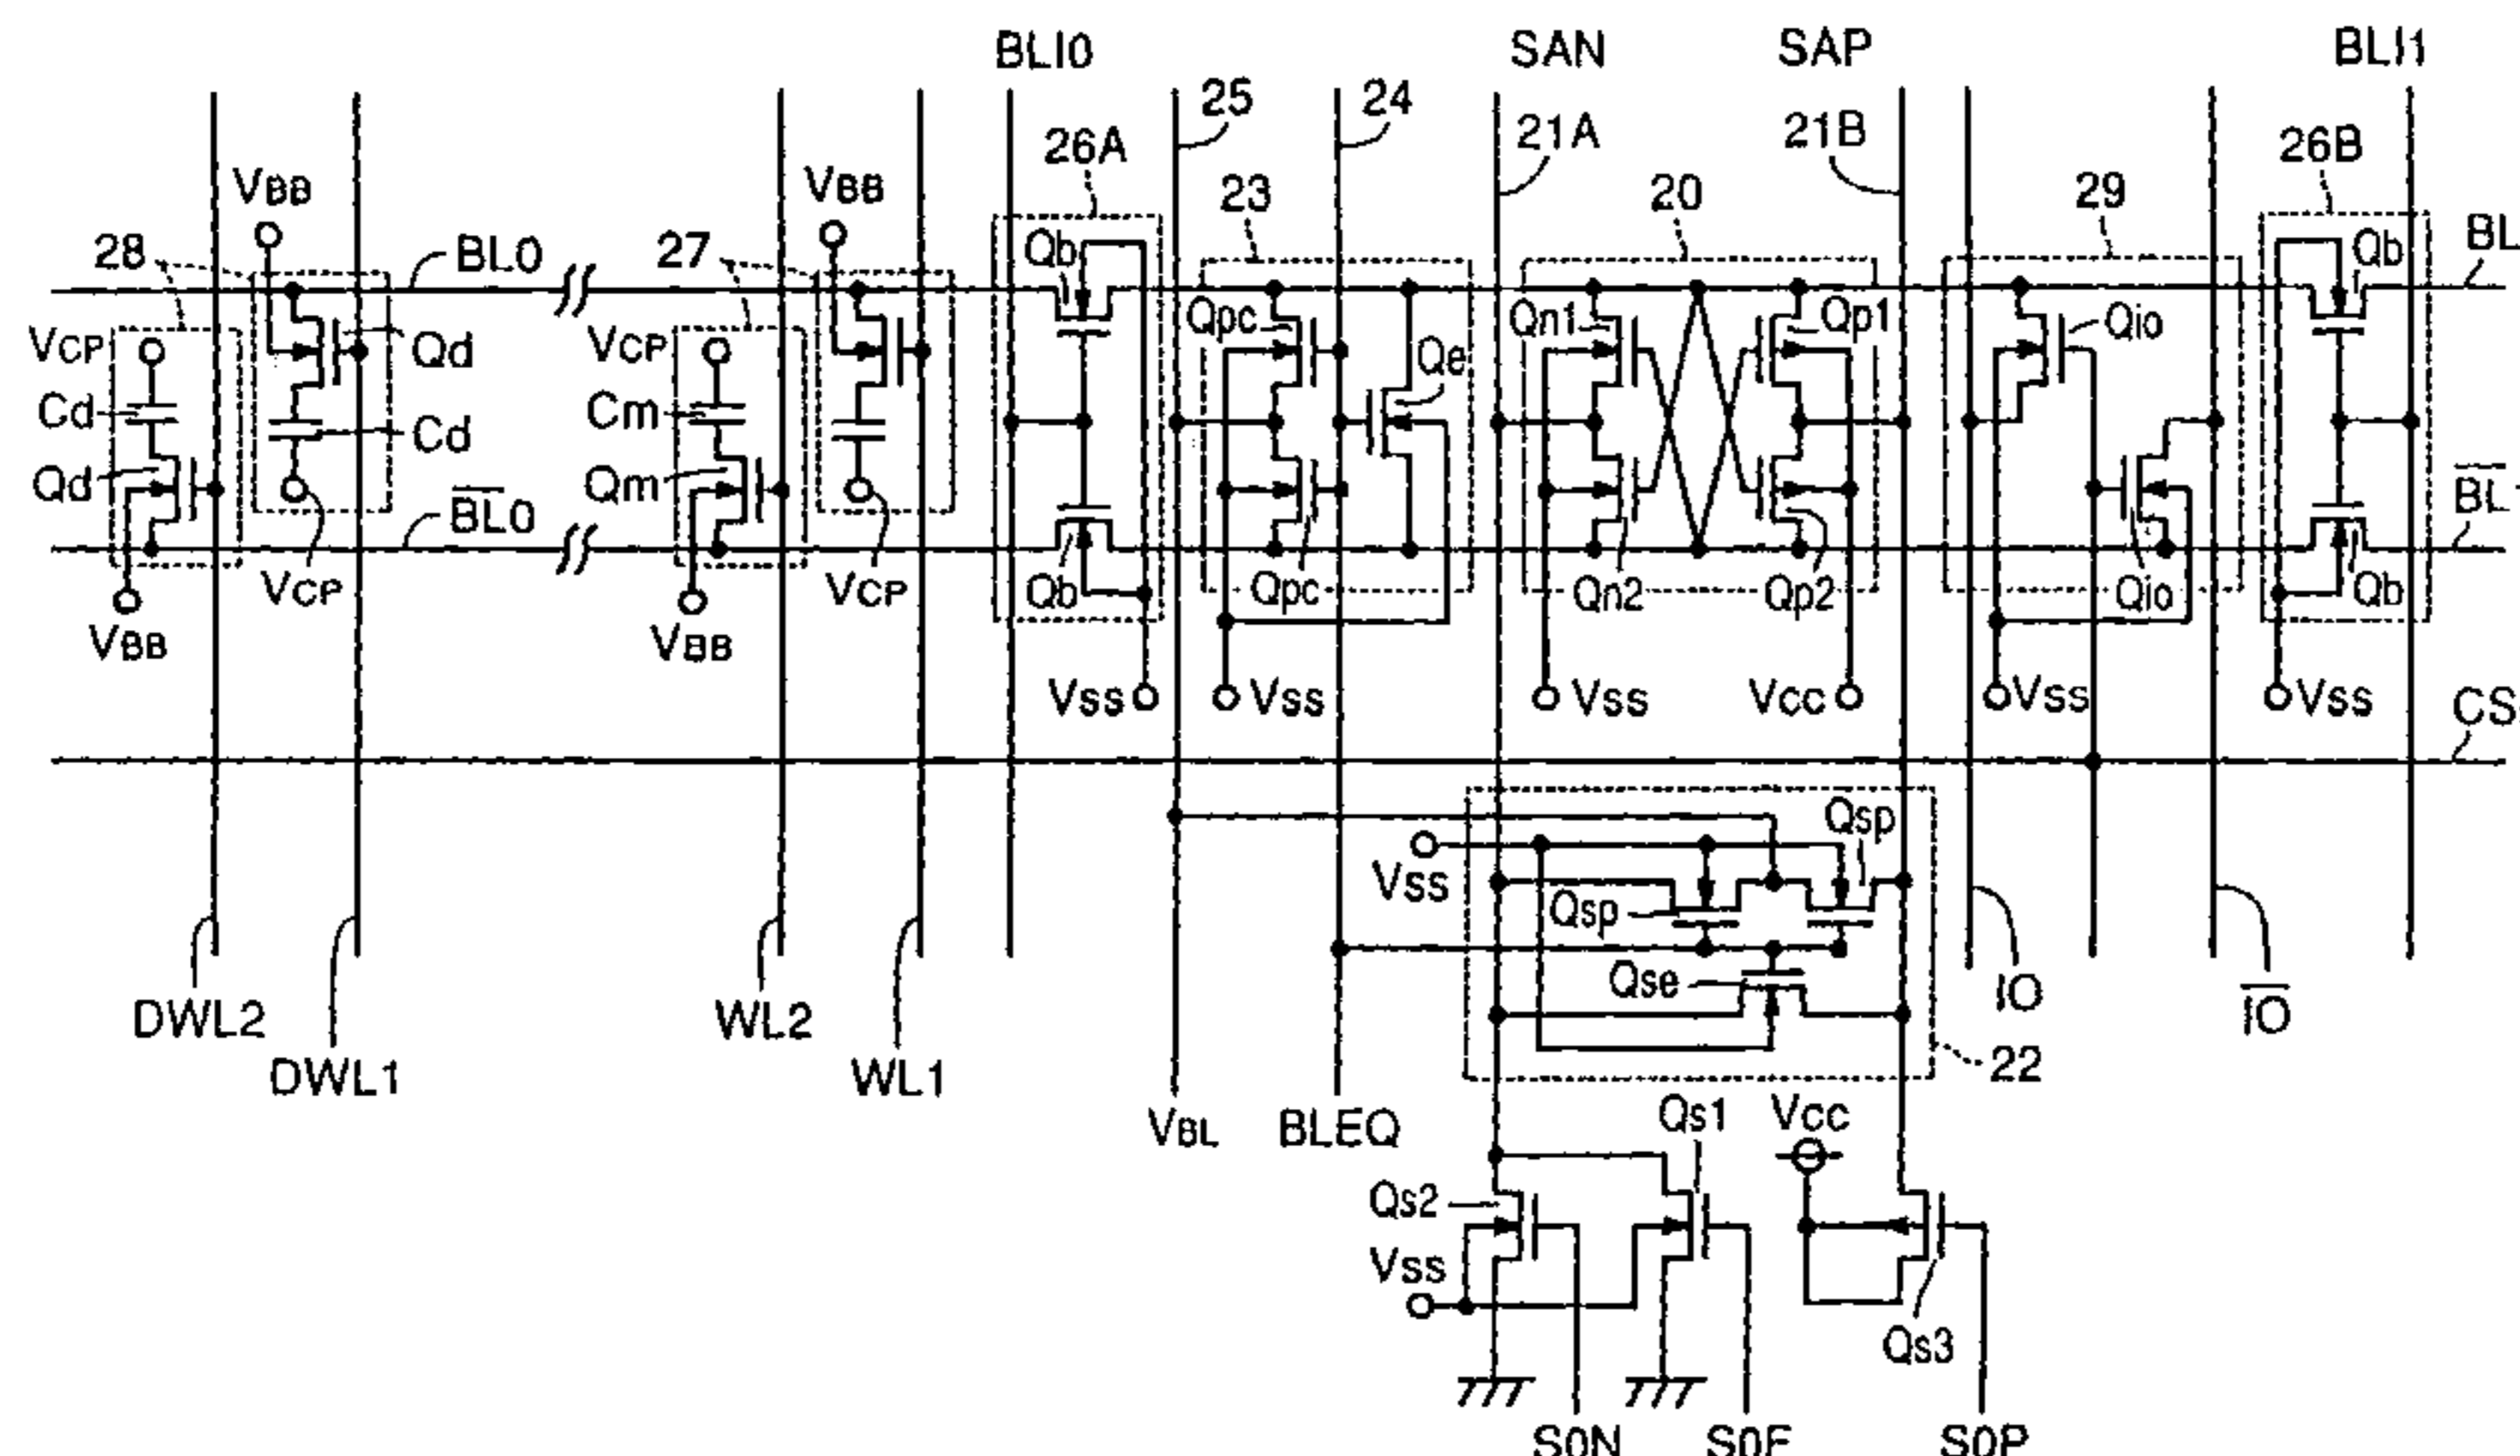 BLI0 SAN SAP BLI1
25 24 21A 21B
26A 23 20 29 26B
VBB VBB
28 BL0 27 Qb Qb BL
VCP Qd VCP Qpc Qe Qn1 Qp1 Qio
Cd Cd Cm
Qd B̅L̅0 Qm B̅L̅
VCP VCP Qb Qpc Qn2 Qp2 Qio Qb
VBB VBB
VSS VSS VSS VCC VSS VSS CS
VSS Qsp
Qsp
Qse
DWL2 WL2 IO I̅O̅
DWL1 WL1 22
VBL BLEQ Qs1 VCC
Qs2
VSS
Qs3
S0N S0F S0P